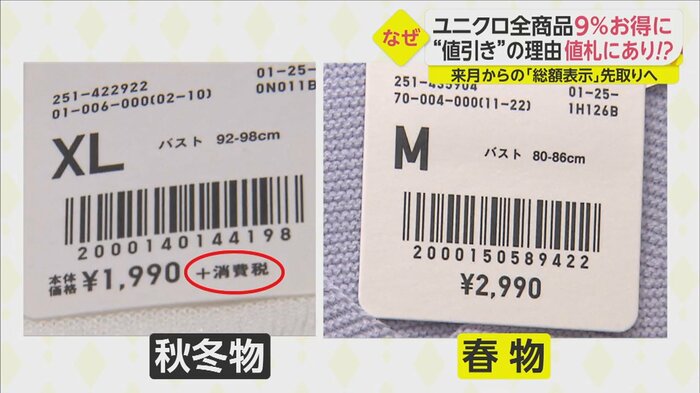 なぜ
ユニクロ全商品9%お得に
“値引き”の理由 値札にあり!?
来月からの「総額表示」先取りへ
251-422922
01-25-
01-006-000(02-10)
0N011B
XL
バスト 92-98cm
2000140144198
本体価格 ¥1,990 +消費税
秋冬物
01-25-
70-004-000(11-22)
1H126B
M
バスト 80-86cm
2000150589422
¥2,990
春物